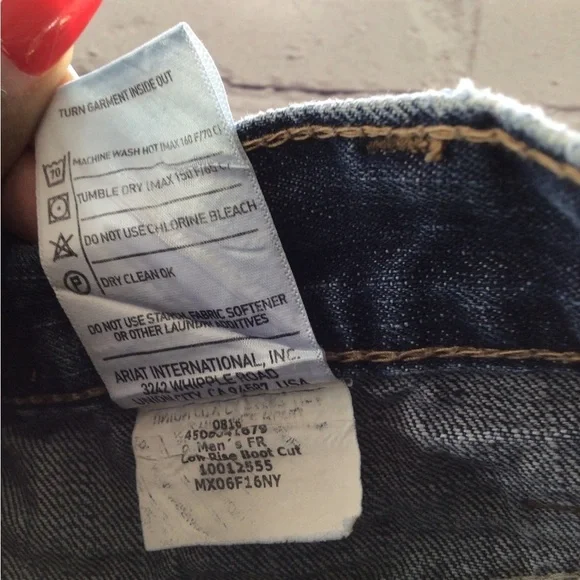 TURN GARMENT INSIDE OUT
70
MACHINE WASH HOT (MAX 160 F/70 C)
TUMBLE DRY (MAX 150 F/
DO NOT USE CHLORINE BLEACH
P
DRY CLEAN OK
DO NOT USE STARCH, FABRIC SOFTENER
OR OTHER LAUNDRY ADDITIVES
ARIAT INTERNATIONAL, INC.
3242 WHIPPLE ROAD
UNION CITY, CA 94587, USA
0816
Men's FR
Low Rise Boot Cut
10012555
MX06F16NY